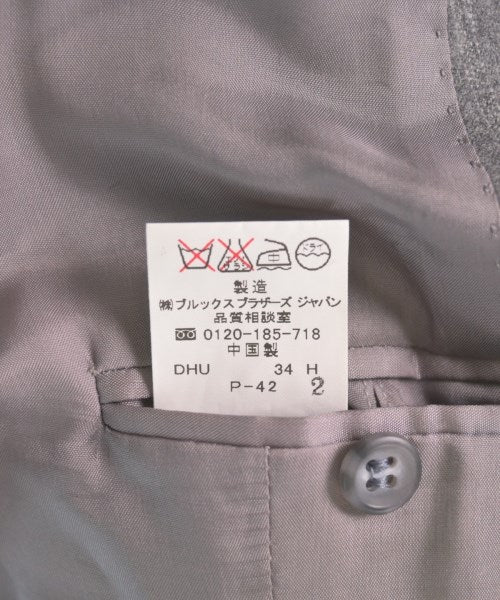 中 ドライ
製造
㈱ブルックスブラザーズ ジャパン
品質相談室
0120-185-718
中国製
DHU 34 H
P-42 2